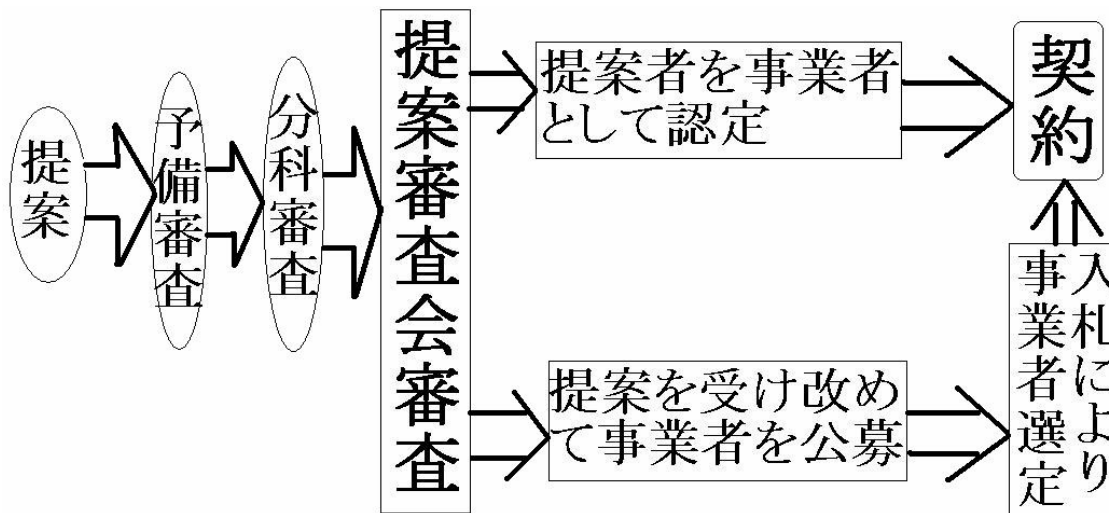 提案
予備審査
分科審査
提案審査会審査
提案者を事業者
として認定
契約
提案を受け改め
て事業者を公募
入札により
事業者選定